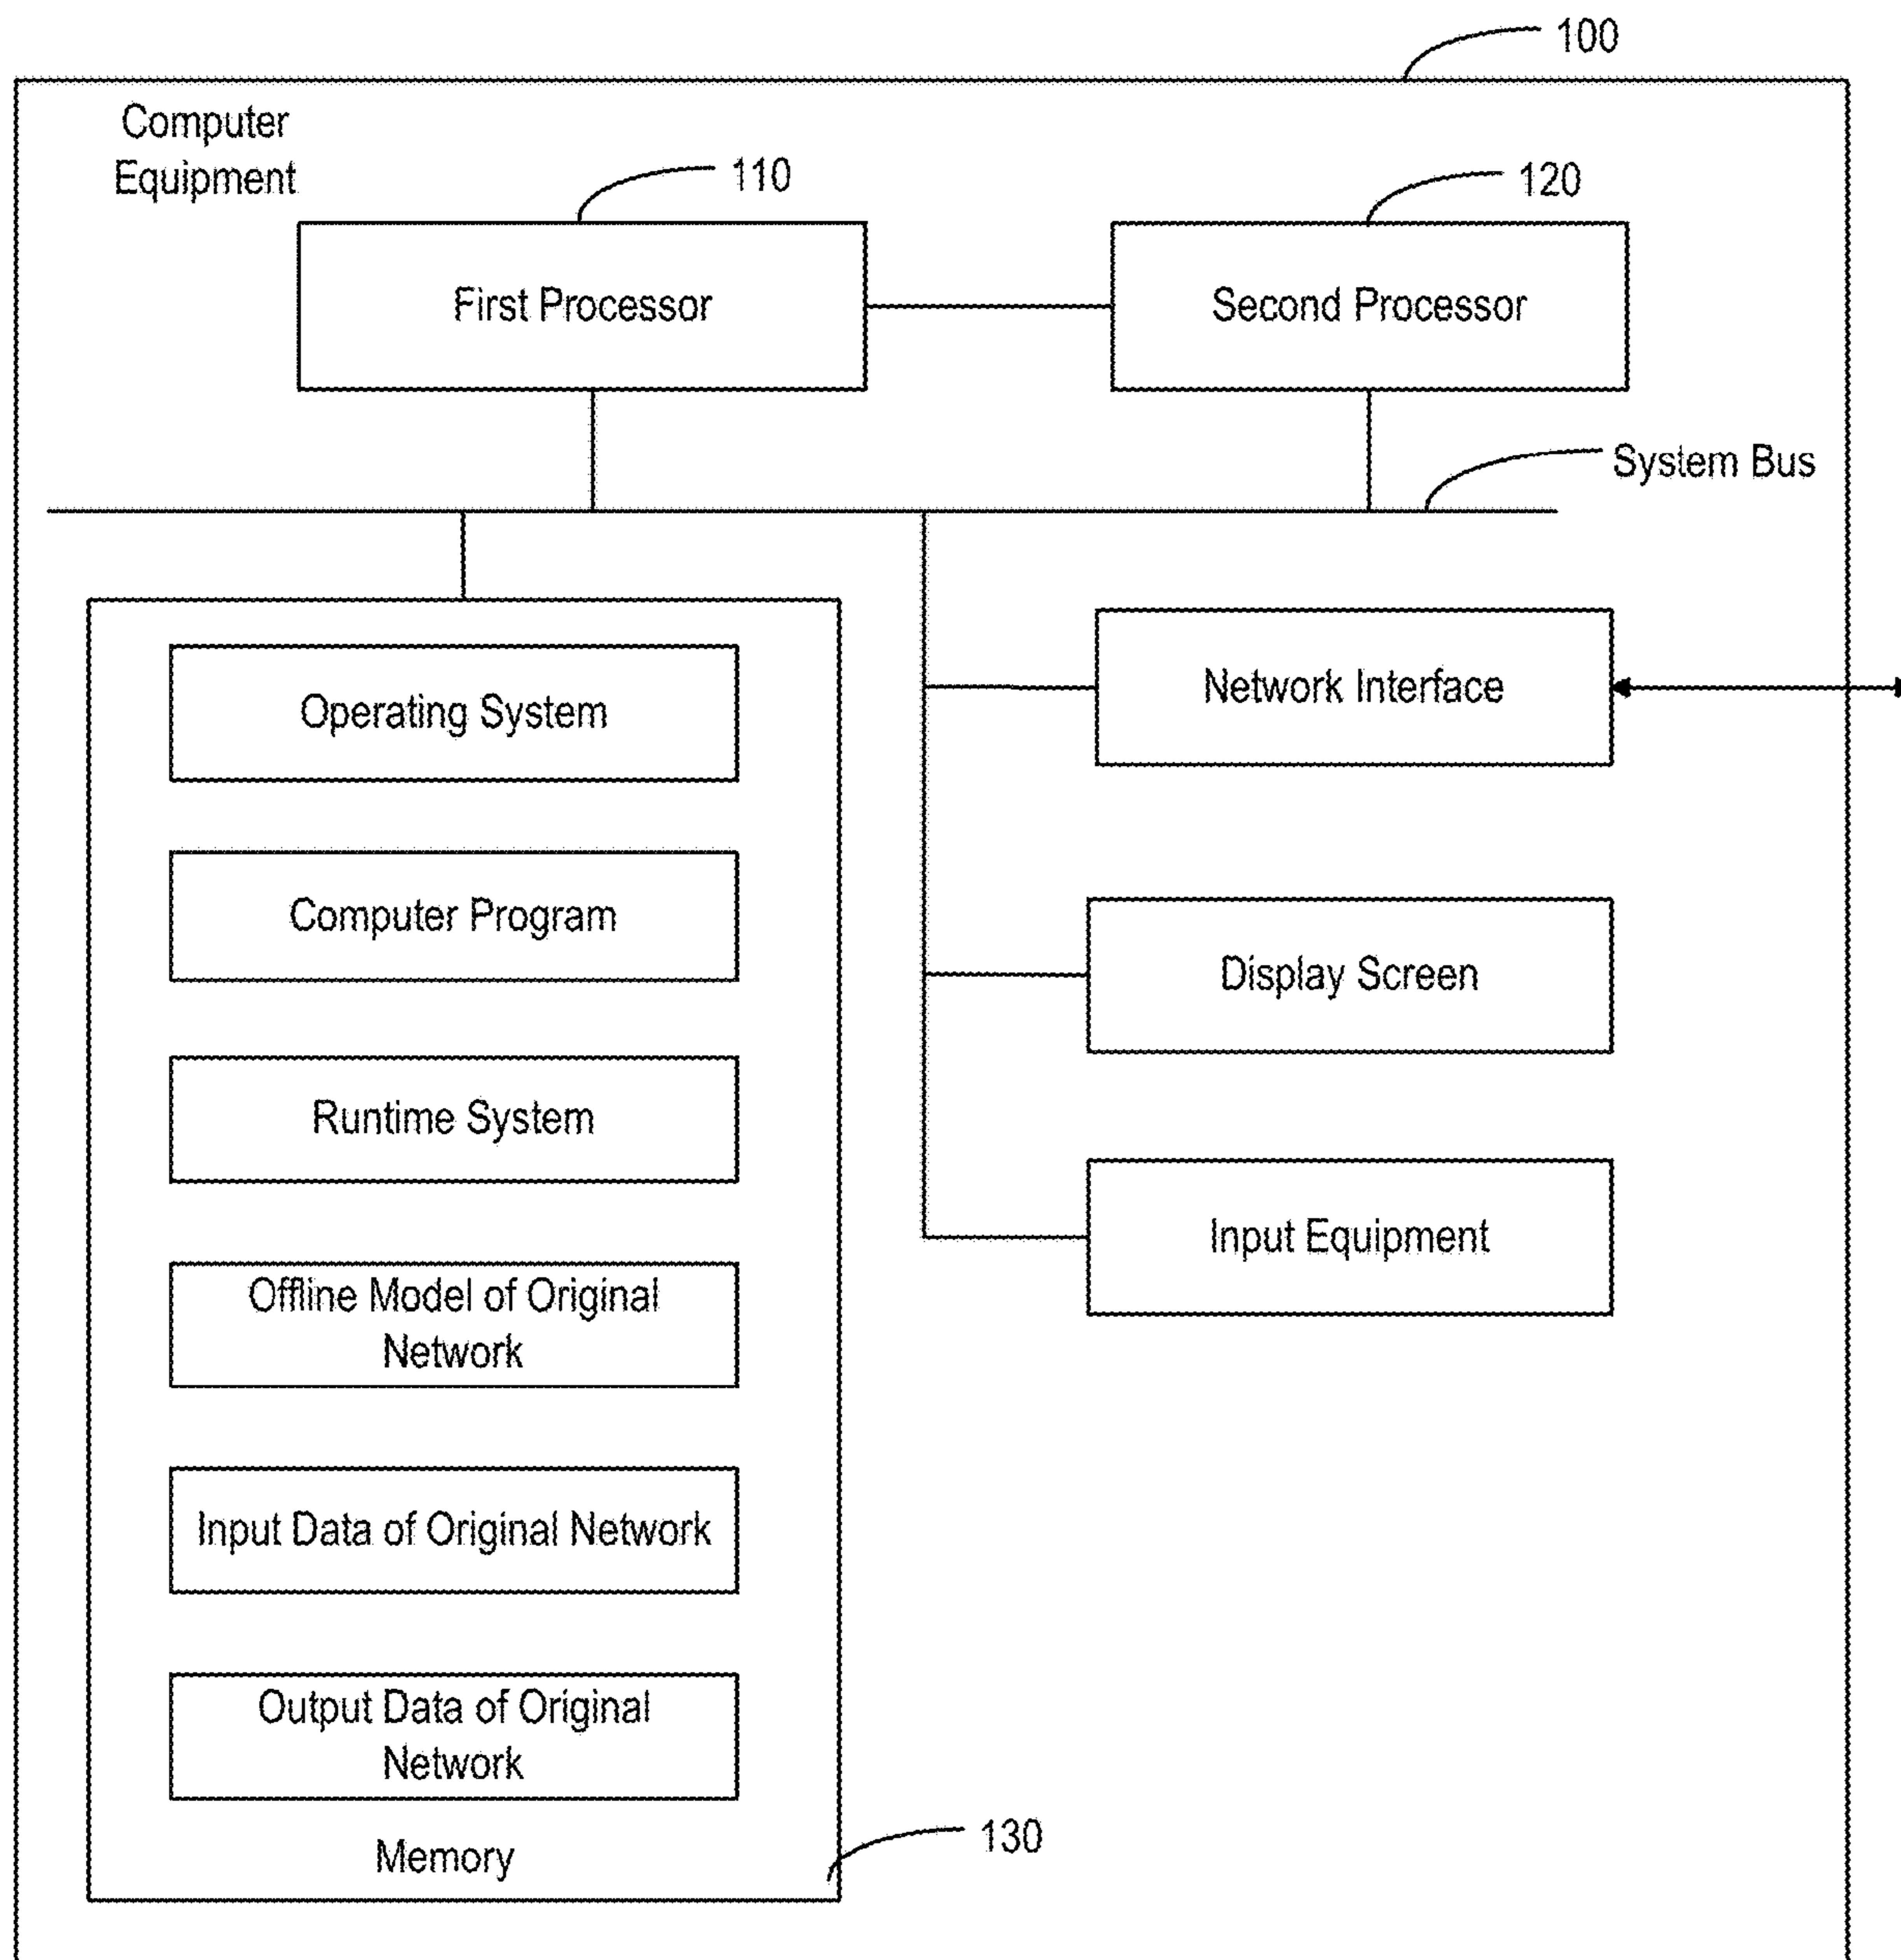 100
Computer
Equipment
110
120
First Processor
Second Processor
System Bus
Operating System
Network Interface
Computer Program
Display Screen
Runtime System
Input Equipment
Offline Model of Original
Network
Input Data of Original Network
Output Data of Original
Network
Memory
130